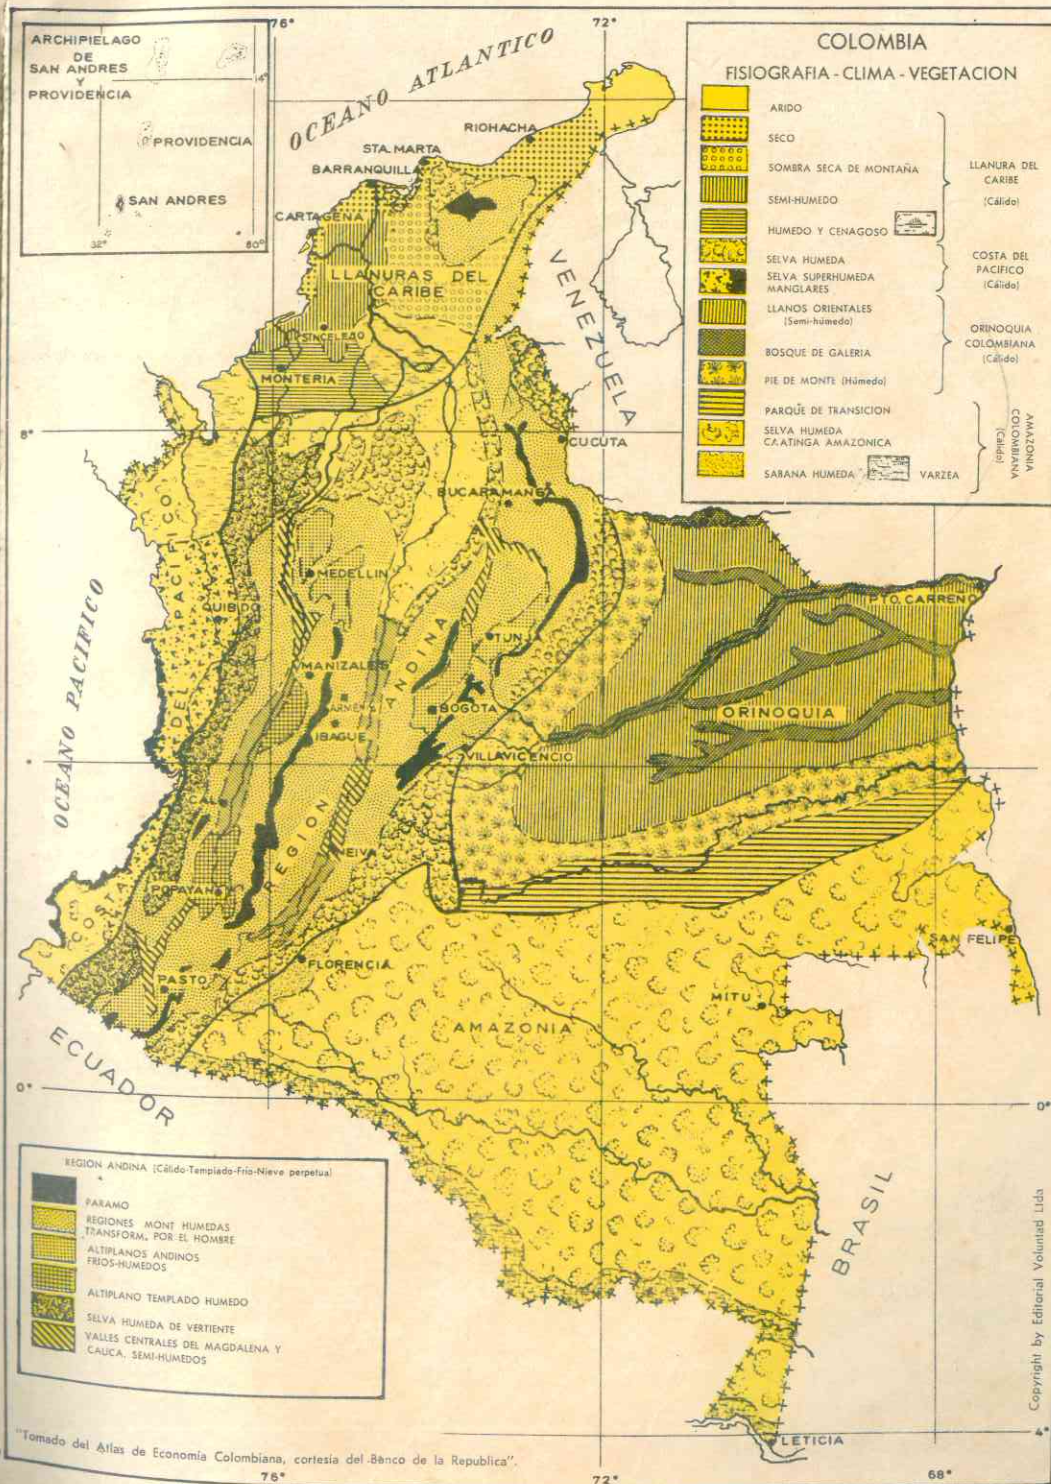 76°
72°
ARCHIPIELAGO
DE
SAN ANDRES
Y
PROVIDENCIA
14°
PROVIDENCIA
SAN ANDRES
32°
80°
OCEANO ATLANTICO
COLOMBIA
FISIOGRAFIA - CLIMA - VEGETACION
ARIDO
SECO
SOMBRA SECA DE MONTAÑA
SEMI-HUMEDO
HUMEDO Y CENAGOSO
LLANURA DEL
CARIBE
(Cálido)
SELVA HUMEDA
SELVA SUPERHUMEDA
MANGLARES
COSTA DEL
PACIFICO
(Cálido)
LLANOS ORIENTALES
(Semi-húmedo)
BOSQUE DE GALERIA
PIE DE MONTE (Húmedo)
ORINOQUIA
COLOMBIANA
(Cálido)
PARQUE DE TRANSICION
SELVA HUMEDA
CAATINGA AMAZONICA
SABANA HUMEDA
VARZEA
AMAZONIA
COLOMBIANA
(Cálido)
RIOHACHA
STA. MARTA
BARRANQUILLA
CARTAGENA
LLANURAS DEL
CARIBE
VENEZUELA
SINCELEJO
MONTERIA
8°
CUCUTA
BUCARAMANGA
MEDELLIN
QUIBDO
PTO. CARREÑO
TUNJA
MANIZALES
ARMENIA
BOGOTA
IBAGUE
ORINOQUIA
VILLAVICENCIO
OCEANO PACIFICO
COSTA DEL PACIFICO
REGION ANDINA
CALI
NEIVA
POPAYAN
SAN FELIPE
FLORENCIA
PASTO
MITU
AMAZONIA
ECUADOR
0°
0°
BRASIL
REGION ANDINA (Cálido-Templado-Frío-Nieve perpetua)
PARAMO
REGIONES MONT HUMEDAS
TRANSFORM. POR EL HOMBRE
ALTIPLANOS ANDINOS
FRIOS-HUMEDOS
ALTIPLANO TEMPLADO HUMEDO
SELVA HUMEDA DE VERTIENTE
VALLES CENTRALES DEL MAGDALENA Y
CAUCA. SEMI-HUMEDOS
Copyright by Editorial Voluntad Ltda
LETICIA
4°
"Tomado del Atlas de Economía Colombiana, cortesía del Banco de la Republica".
76°
72°
68°